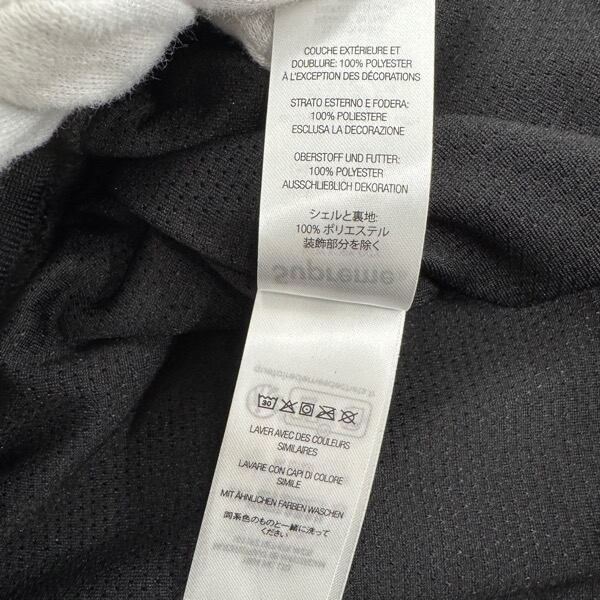 COUCHE EXTÉRIEURE ET
DOUBLURE: 100% POLYESTER
À L'EXCEPTION DES DÉCORATIONS
STRATO ESTERNO E FODERA:
100% POLIESTERE
ESCLUSA LA DECORAZIONE
OBERSTOFF UND FUTTER:
100% POLYESTER
AUSSCHLIEẞLICH DEKORATION
シェルと裏地:
100% ポリエステル
装飾部分を除く
Supreme
30
LAVER AVEC DES COULEURS
SIMILAIRES
LAVARE CON CAPI DI COLORE
SIMILE
MIT ÄHNLICHEN FARBEN WASCHEN
同系色のものと一緒に洗って
ください